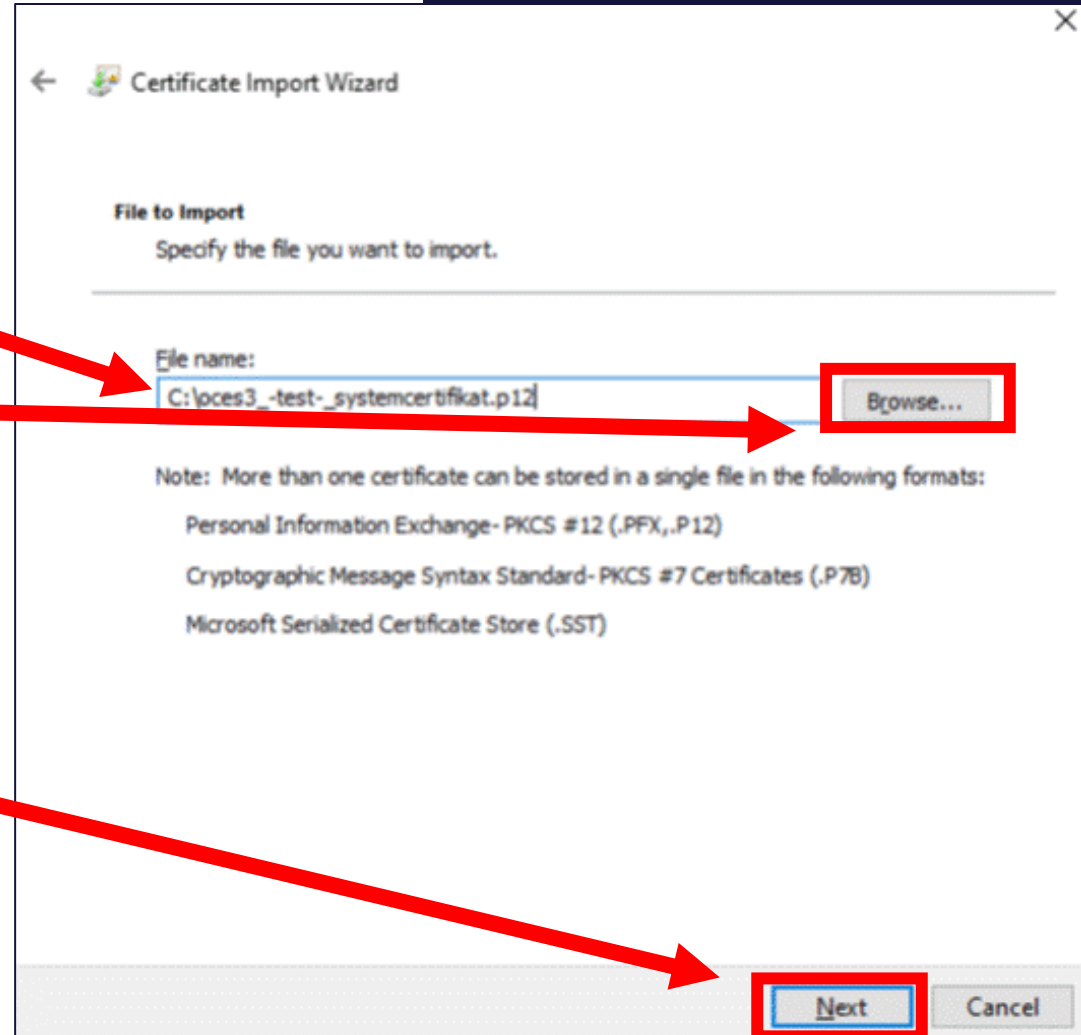 Certificate Import Wizard
File to Import
Specify the file you want to import.
File name:
C:\oces3_-test-_systemcertifikat.p12
Browse...
Note: More than one certificate can be stored in a single file in the following formats:
Personal Information Exchange- PKCS #12 (.PFX,.P12)
Cryptographic Message Syntax Standard- PKCS #7 Certificates (.P7B)
Microsoft Serialized Certificate Store (.SST)
Next
Cancel